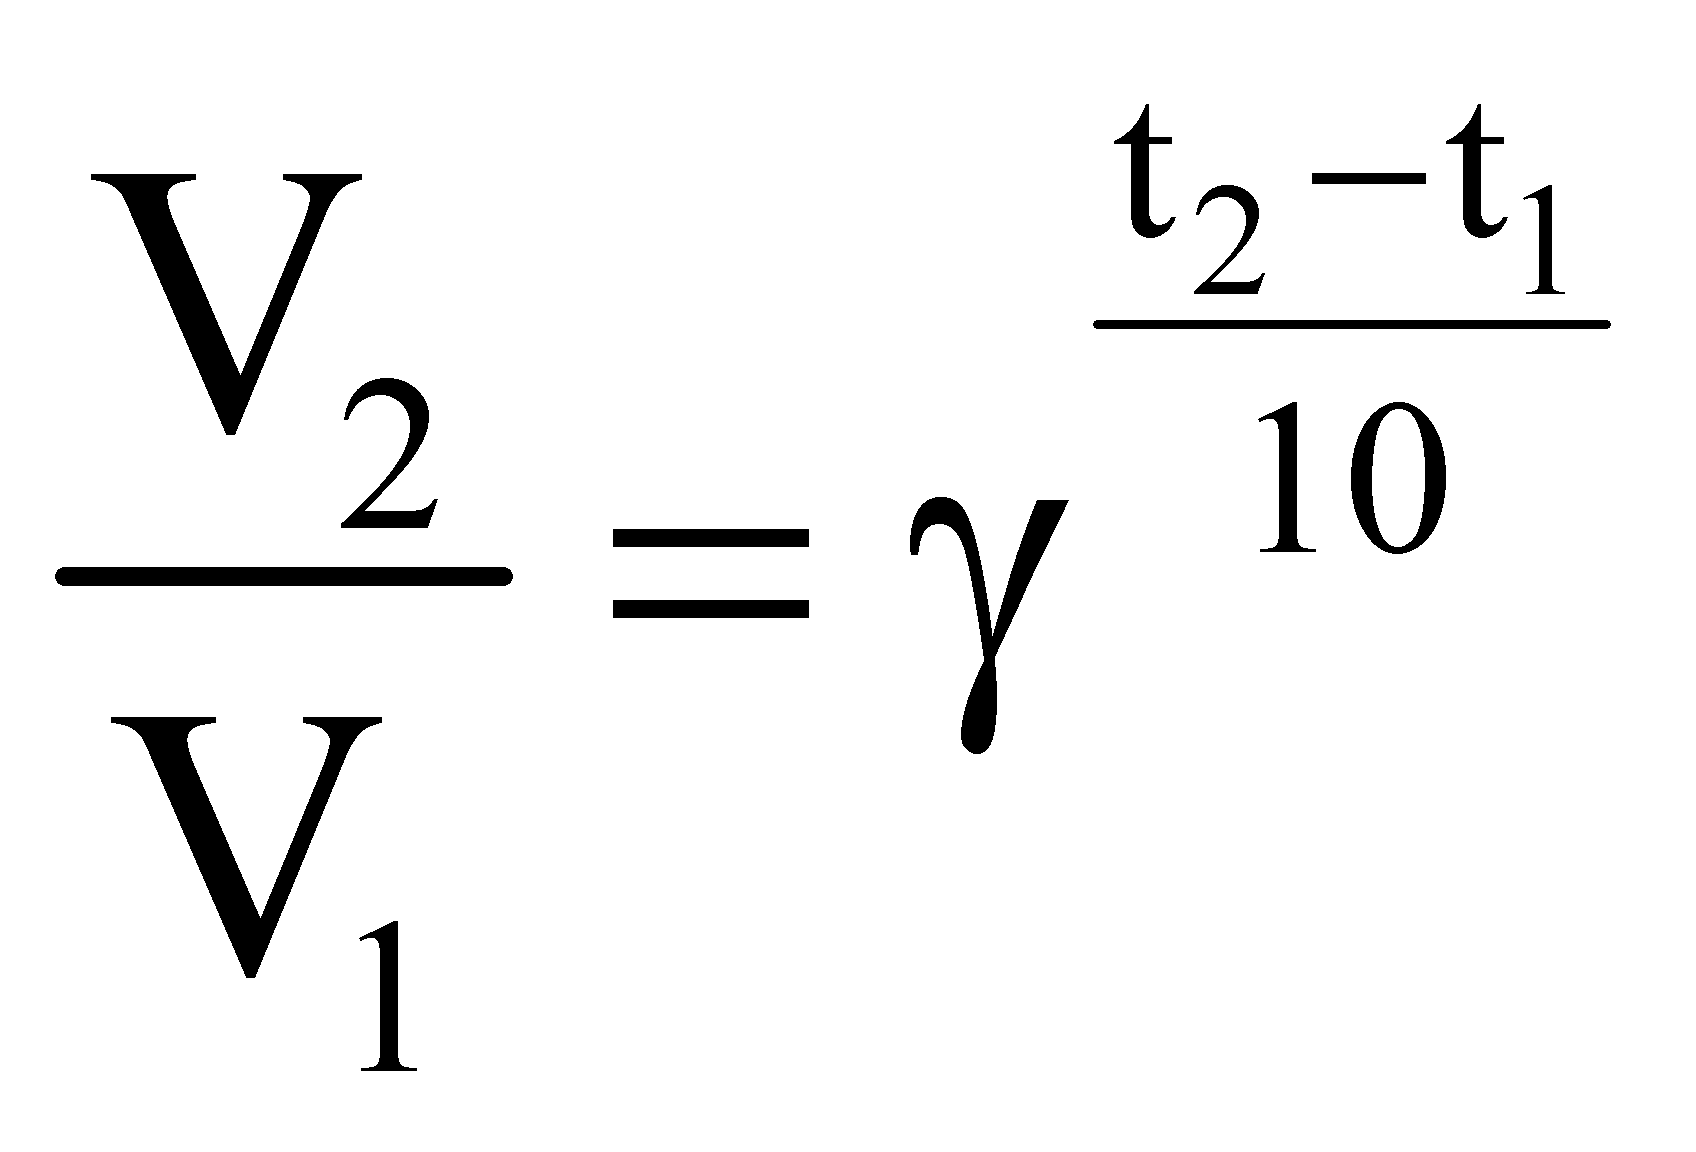 V₂/V₁ = γ^((t₂−t₁)/10)